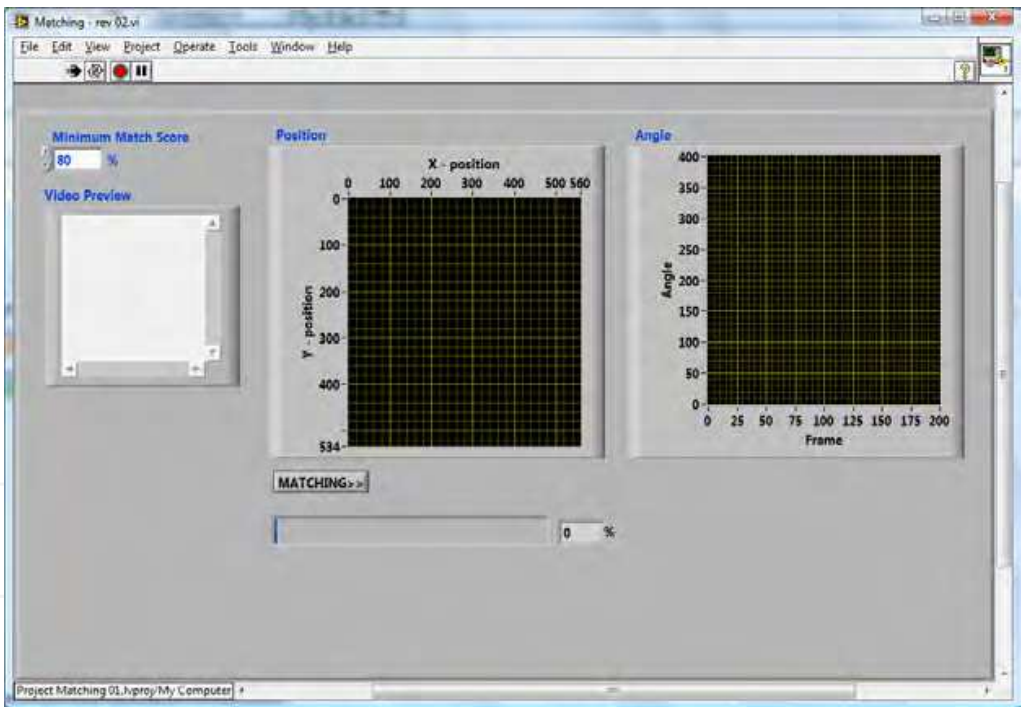 Matching - rev 02.vi
File Edit View Project Operate Tools Window Help
?
Minimum Match Score
80 %
Video Preview
Position
X - position
0 100 200 300 400 500 560
Y - position
0
100
200
300
400
534
Angle
Angle
400
350
300
250
200
150
100
50
0
0 25 50 75 100 125 150 175 200
Frame
MATCHING>>
0 %
Project Matching 01.lvproj/My Computer